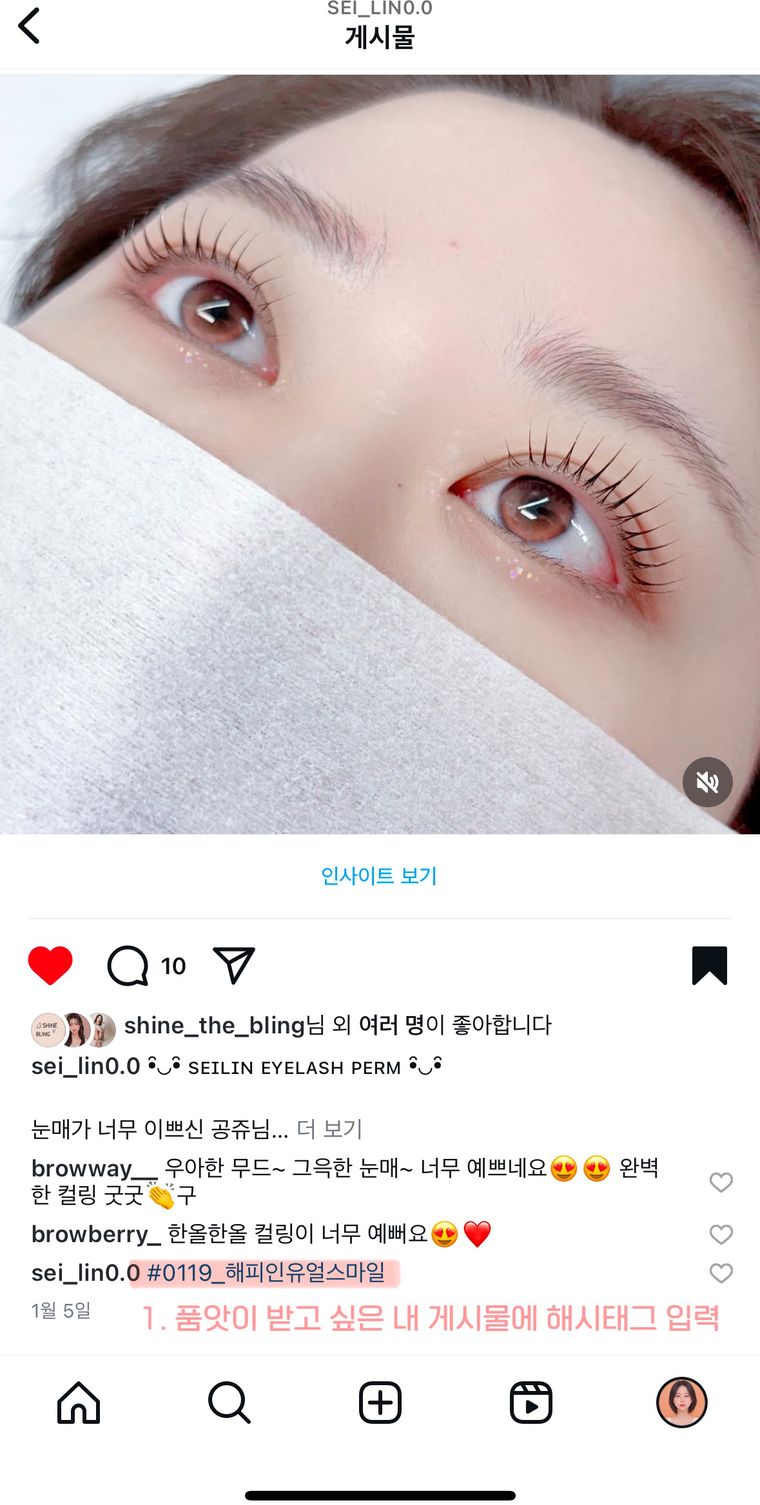 SEI_LIN0.0
게시물
인사이트 보기
10
SHINE
BLING
shine_the_bling님 외 여러 명이 좋아합니다
sei_lin0.0 •̑◡•̑ ꜱᴇɪʟɪɴ ᴇʏᴇʟᴀꜱʜ ᴘᴇʀᴍ •̑◡•̑
눈매가 너무 이쁘신 공쥬님... 더 보기
browway__ 우아한 무드~ 그윽한 눈매~ 너무 예쁘네요😍😍 완벽
한 컬링 굿굿👏구
browberry_ 한올한올 컬링이 너무 예뻐요😍❤️
sei_lin0.0 #0119_해피인유얼스마일
1월 5일
1. 품앗이 받고 싶은 내 게시물에 해시태그 입력